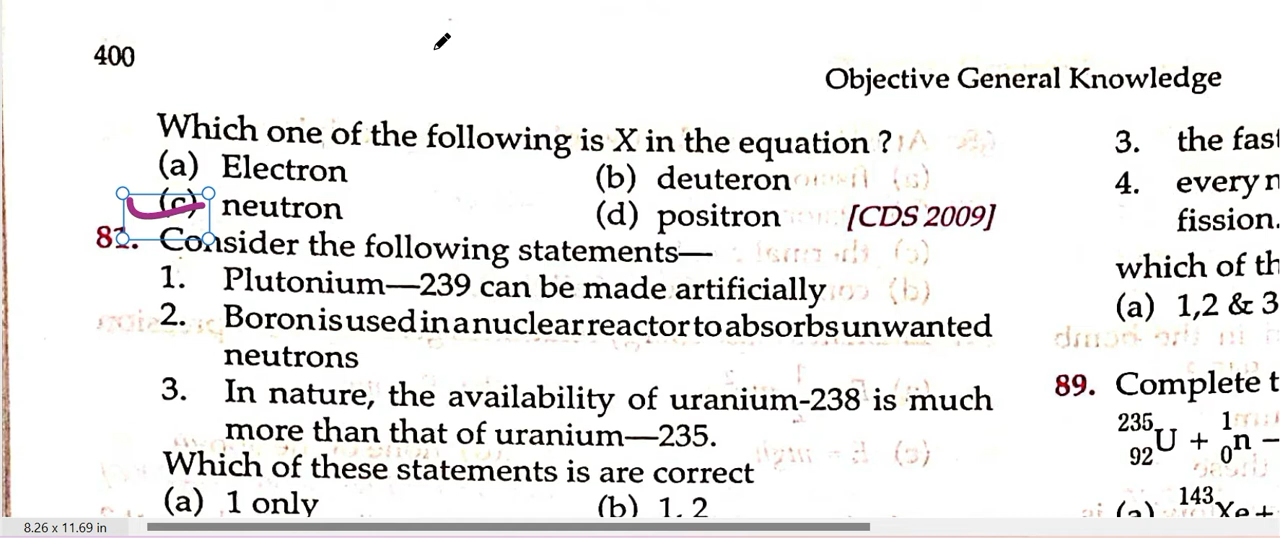 400
Objective General Knowledge
Which one of the following is X in the equation ?
(a) Electron
(b) deuteron
(c) neutron
(d) positron [CDS 2009]
82. Consider the following statements—
1. Plutonium—239 can be made artificially
2. Boron is used in a nuclear reactor to absorbs unwanted
neutrons
3. In nature, the availability of uranium-238 is much
more than that of uranium—235.
Which of these statements is are correct
(a) 1 only
(b) 1, 2
3. the fast
4. every n
fission.
which of th
(a) 1,2 & 3
89. Complete t
235 92 U + 1 0 n –
(a) 143 Xe +
8.26 x 11.69 in